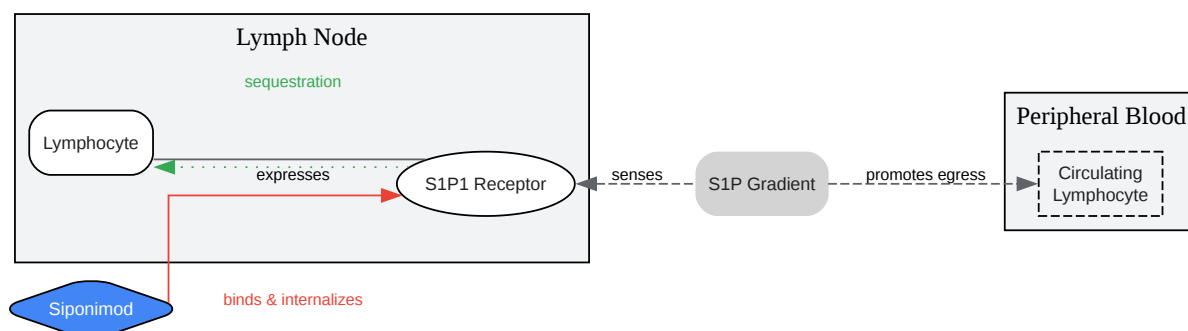 Lymph Node
sequestration
Lymphocyte
expresses
S1P1 Receptor
senses
S1P Gradient
promotes egress
Peripheral Blood
Circulating
Lymphocyte
Siponimod
binds & internalizes